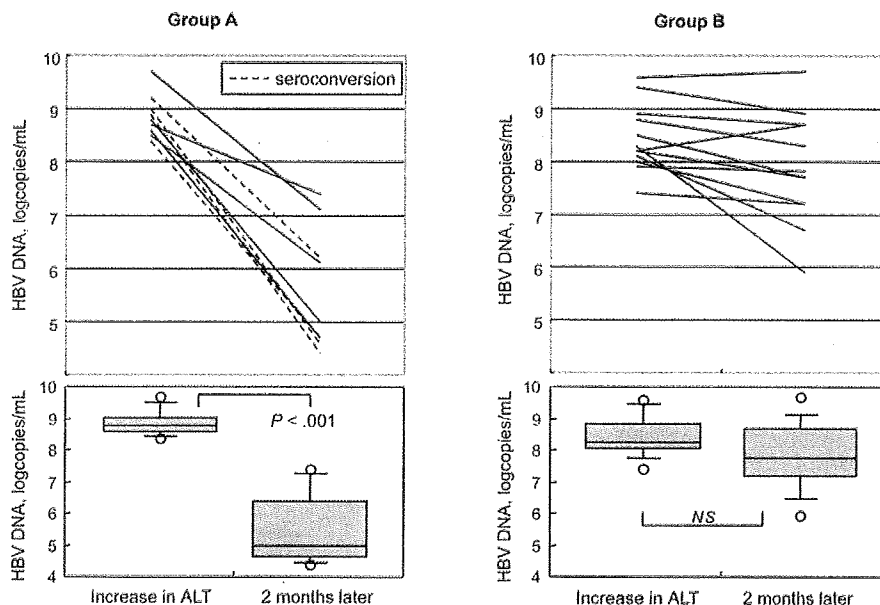 Group A
Group B
HBV DNA, logcopies/mL
10
9
8
7
6
5
seroconversion
HBV DNA, logcopies/mL
10
9
8
7
6
5
HBV DNA, logcopies/mL
10
9
8
7
6
5
4
P < .001
Increase in ALT
2 months later
HBV DNA, logcopies/mL
10
9
8
7
6
5
4
NS
Increase in ALT
2 months later